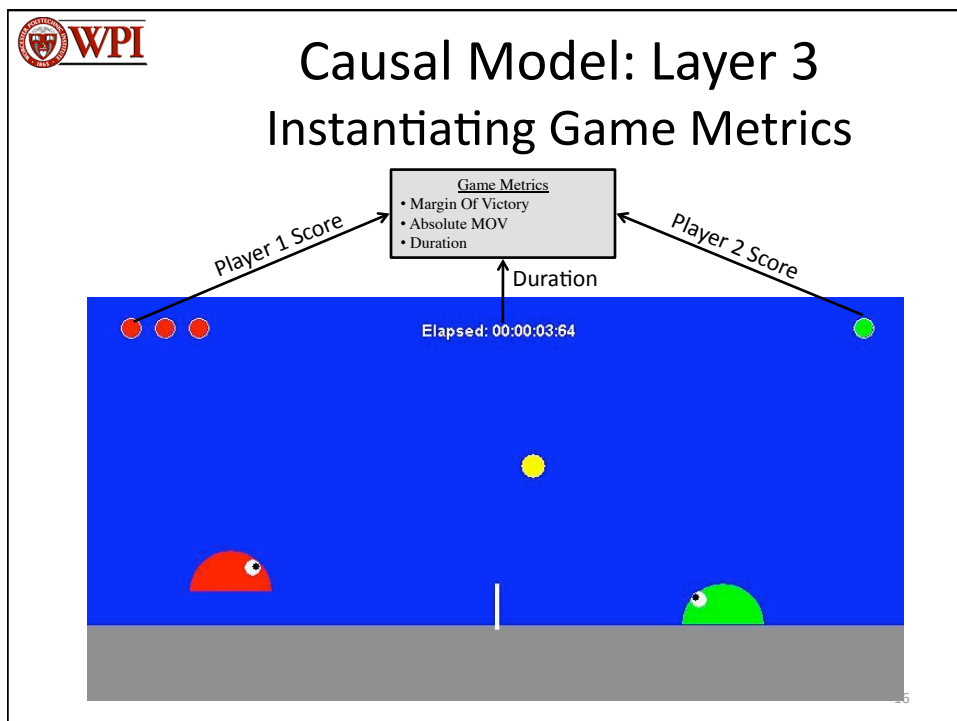 WPI
Causal Model: Layer 3
Instantiating Game Metrics
Game Metrics
• Margin Of Victory
• Absolute MOV
• Duration
Player 1 Score
Player 2 Score
Duration
Elapsed: 00:00:03:64
16